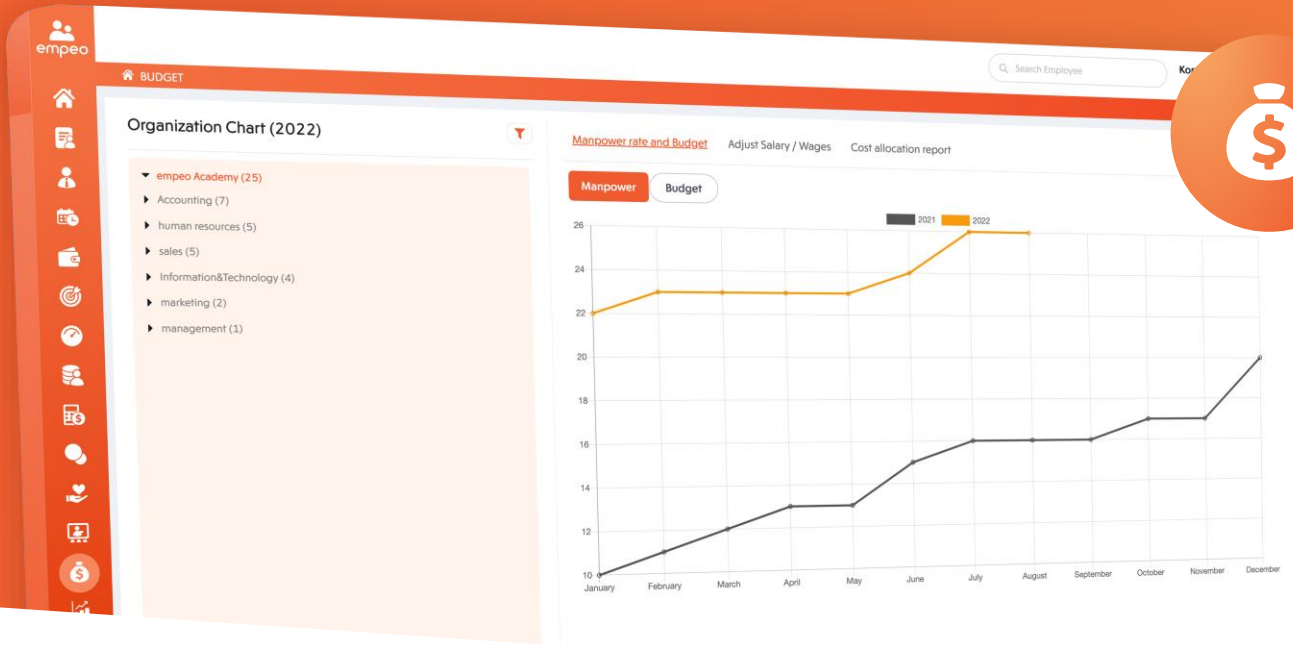 empeo
Search Employee
BUDGET
Organization Chart (2022)
empeo Academy (25)
Accounting (7)
human resources (5)
sales (5)
Information&Technology (4)
marketing (2)
management (1)
Manpower rate and Budget Adjust Salary / Wages Cost allocation report
Manpower Budget
2021 2022
26
24
22
20
18
16
14
12
10
January February March April May June July August September October November December
$